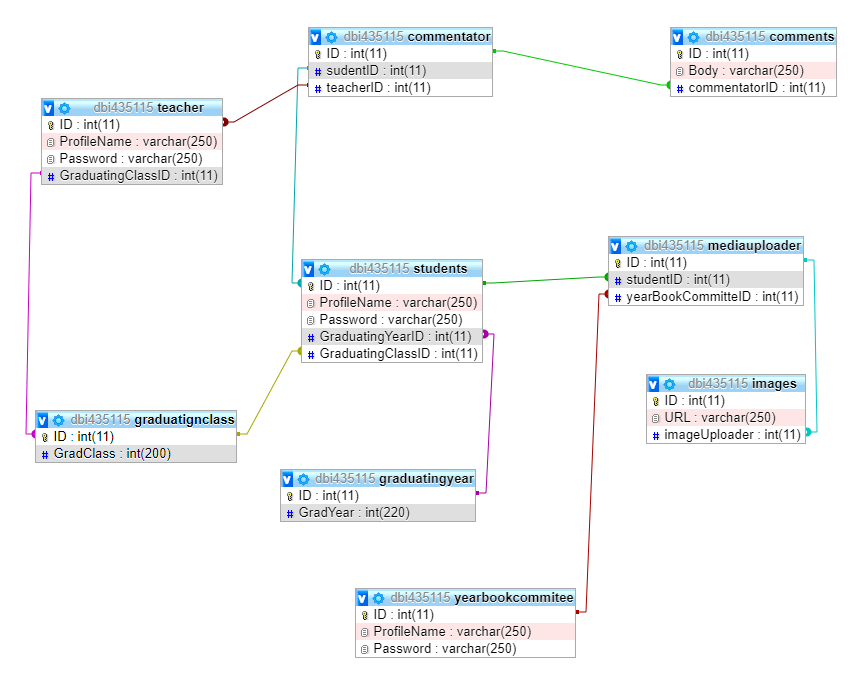 dbi435115 commentator
ID : int(11)
sudentID : int(11)
teacherID : int(11)
dbi435115 comments
ID : int(11)
Body : varchar(250)
commentatorID : int(11)
dbi435115 teacher
ID : int(11)
ProfileName : varchar(250)
Password : varchar(250)
GraduatingClassID : int(11)
dbi435115 students
ID : int(11)
ProfileName : varchar(250)
Password : varchar(250)
GraduatingYearID : int(11)
GraduatingClassID : int(11)
dbi435115 mediauploader
ID : int(11)
studentID : int(11)
yearBookCommitteID : int(11)
dbi435115 images
ID : int(11)
URL : varchar(250)
imageUploader : int(11)
dbi435115 graduatignclass
ID : int(11)
GradClass : int(200)
dbi435115 graduatingyear
ID : int(11)
GradYear : int(220)
dbi435115 yearbookcommitee
ID : int(11)
ProfileName : varchar(250)
Password : varchar(250)